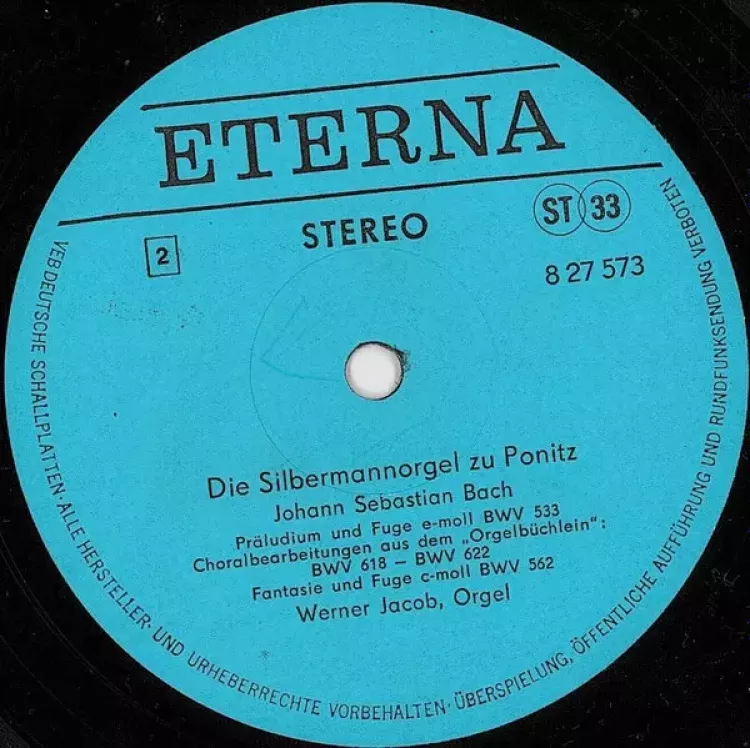 ETERNA
STEREO
ST 33
2
8 27 573
Die Silbermannorgel zu Ponitz
Johann Sebastian Bach
Präludium und Fuge e-moll BWV 533
Choralbearbeitungen aus dem „Orgelbüchlein":
BWV 618 – BWV 622
Fantasie und Fuge c-moll BWV 562
Werner Jacob, Orgel
VEB DEUTSCHE SCHALLPLATTEN · ALLE HERSTELLER- UND URHEBERRECHTE VORBEHALTEN · ÜBERSPIELUNG, ÖFFENTLICHE AUFFÜHRUNG UND RUNDFUNKSENDUNG VERBOTEN